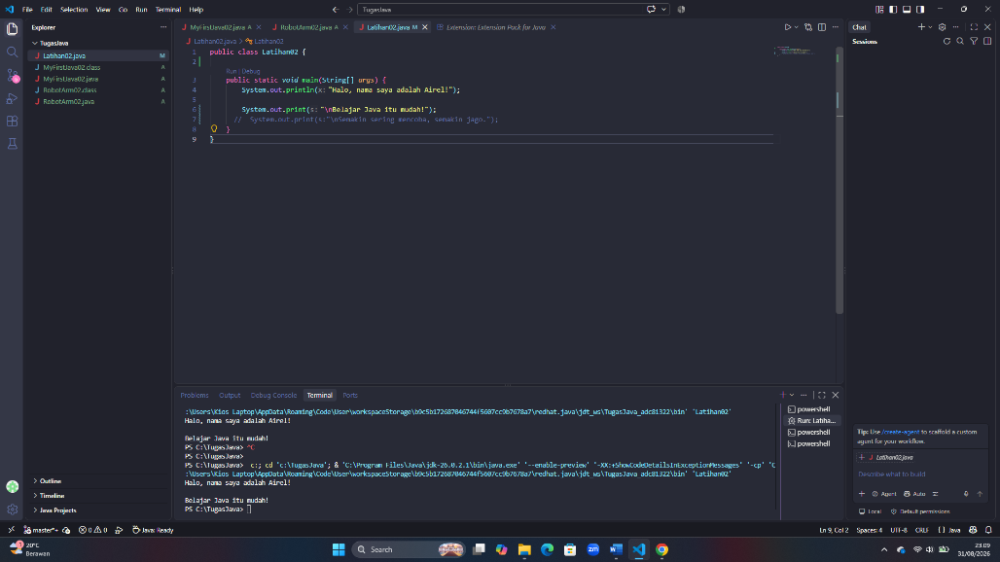 File Edit Selection View Go Run Terminal Help
TugasJava
Explorer
TugasJava
Latihan02.java M
MyFirstJava02.class A
MyFirstJava02.java A
RobotArm02.class A
RobotArm02.java A
Outline
Timeline
Java Projects
MyFirstJava02.java A
RobotArm02.java A
Latihan02.java M
Extension: Extension Pack for Java
Latihan02.java > Latihan02
1 public class Latihan02 {
2
Run | Debug
3 public static void main(String[] args) {
4 System.out.println(x: "Halo, nama saya adalah Airel!");
5
6 System.out.print(s: "\nBelajar Java itu mudah!");
7 // System.out.print(s:"\nSemakin sering mencoba, semakin jago.");
8 }
9 }
Problems Output Debug Console Terminal Ports
:\Users\Kios Laptop\AppData\Roaming\Code\User\workspaceStorage\b9c5b172687046744f5607cc9b7678a7\redhat.java\jdt_ws\TugasJava_adc81322\bin' 'Latihan02'
Halo, nama saya adalah Airel!
Belajar Java itu mudah!
PS C:\TugasJava> ^C
PS C:\TugasJava>
PS C:\TugasJava> c:; cd 'c:\TugasJava'; & 'C:\Program Files\Java\jdk-26.0.2.1\bin\java.exe' '--enable-preview' '-XX:+ShowCodeDetailsInExceptionMessages' '-cp' 'C
:\Users\Kios Laptop\AppData\Roaming\Code\User\workspaceStorage\b9c5b172687046744f5607cc9b7678a7\redhat.java\jdt_ws\TugasJava_adc81322\bin' 'Latihan02'
Halo, nama saya adalah Airel!
Belajar Java itu mudah!
PS C:\TugasJava>
powershell
Run: Latiha...
powershell
powershell
Chat
Sessions
Tip: Use /create-agent to scaffold a custom
agent for your workflow.
Latihan02.java
Describe what to build
Agent Auto
Local Default permissions
master*+ 0 0 Java: Ready
Ln 9, Col 2 Spaces: 4 UTF-8 CRLF { } Java
20°C
Berawan
Search
23.09
31/08/2026